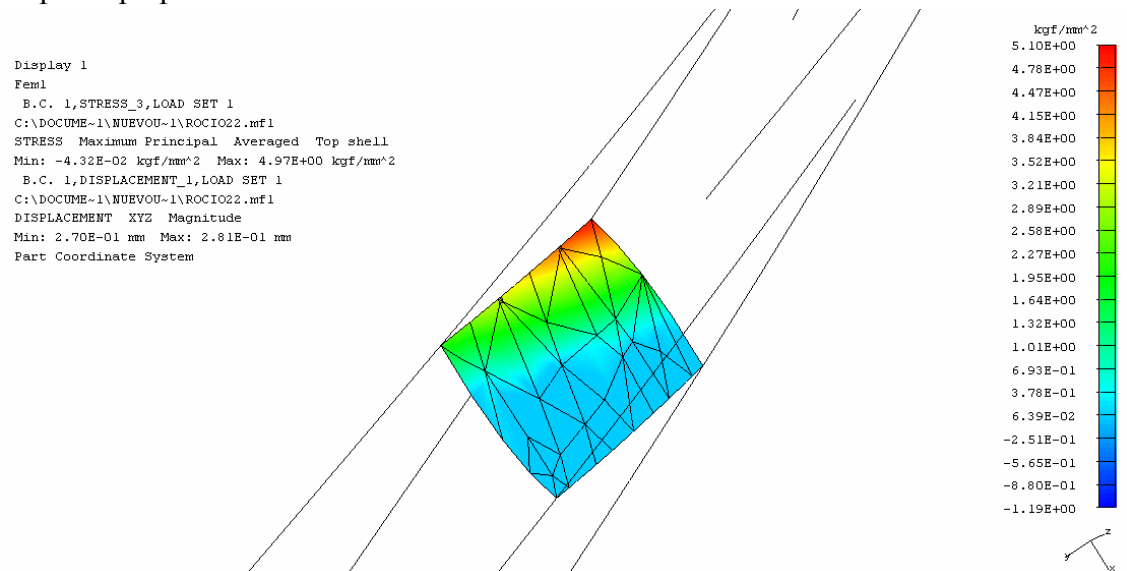 Display 1
Fem1
B.C. 1,STRESS_3,LOAD SET 1
C:\DOCUME~1\NUEVOU~1\ROCIO22.mf1
STRESS Maximum Principal Averaged Top shell
Min: -4.32E-02 kgf/mm^2 Max: 4.97E+00 kgf/mm^2
B.C. 1,DISPLACEMENT_1,LOAD SET 1
C:\DOCUME~1\NUEVOU~1\ROCIO22.mf1
DISPLACEMENT XYZ Magnitude
Min: 2.70E-01 mm Max: 2.81E-01 mm
Part Coordinate System
kgf/mm^2
5.10E+00
4.78E+00
4.47E+00
4.15E+00
3.84E+00
3.52E+00
3.21E+00
2.89E+00
2.58E+00
2.27E+00
1.95E+00
1.64E+00
1.32E+00
1.01E+00
6.93E-01
3.78E-01
6.39E-02
-2.51E-01
-5.65E-01
-8.80E-01
-1.19E+00
z
y
x